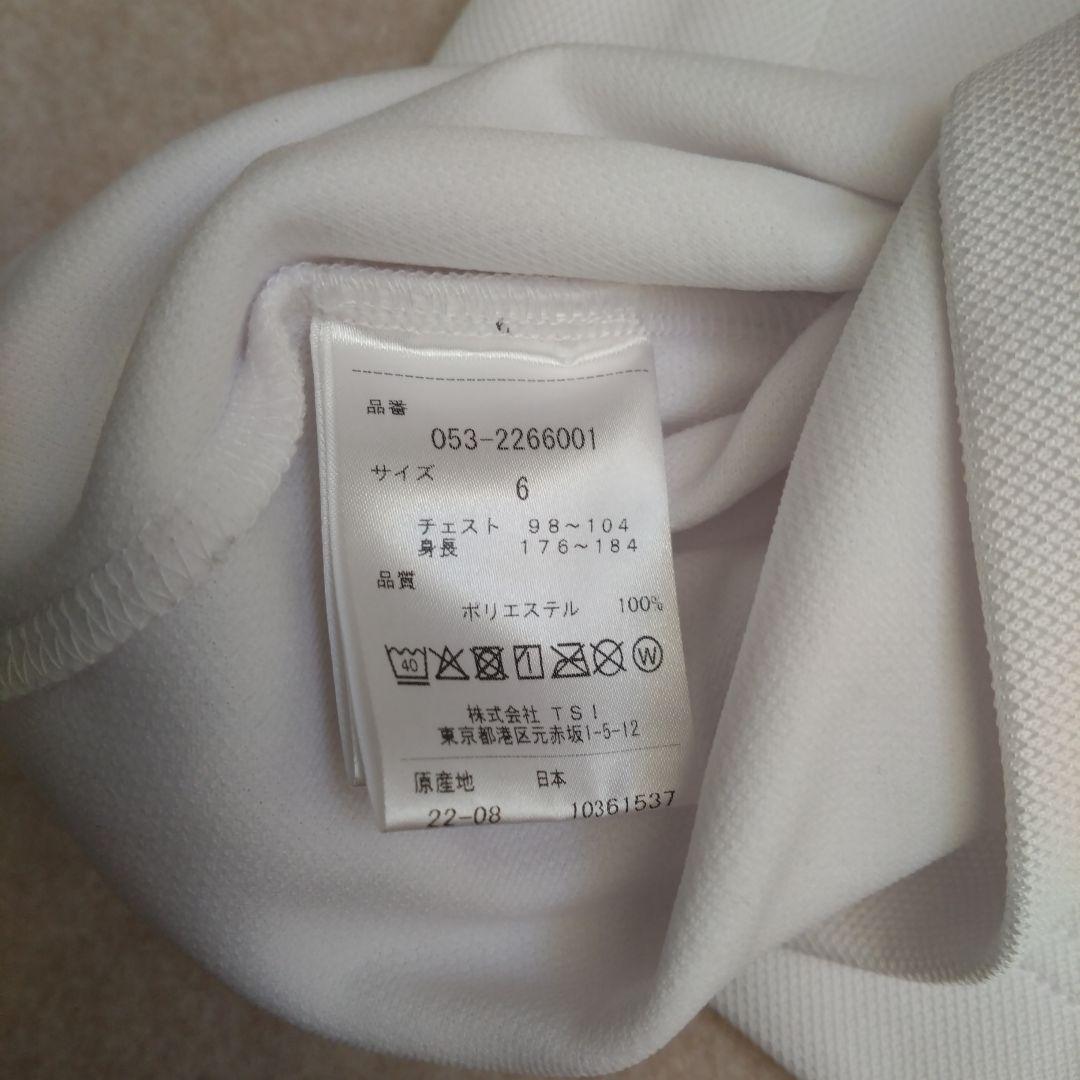 品番
053-2266001
サイズ
6
チェスト 98~104
身長 176~184
品質
ポリエステル 100%
40
W
株式会社 TSI
東京都港区元赤坂1-5-12
原産地 日本
22-08 10361537